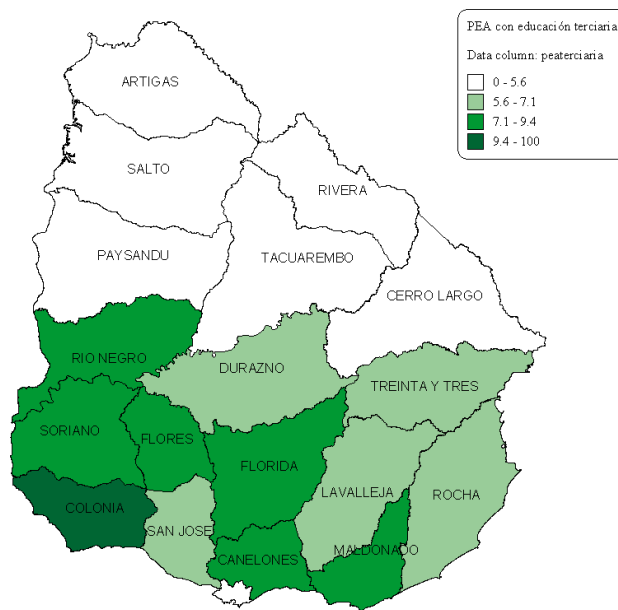 PEA con educación terciaria
Data column: peaterciaria
0 - 5.6
5.6 - 7.1
7.1 - 9.4
9.4 - 100
ARTIGAS
SALTO
RIVERA
PAYSANDU
TACUAREMBO
CERRO LARGO
RIO NEGRO
DURAZNO
TREINTA Y TRES
SORIANO
FLORES
FLORIDA
LAVALLEJA
ROCHA
COLONIA
SAN JOSE
MALDONADO
CANELONES